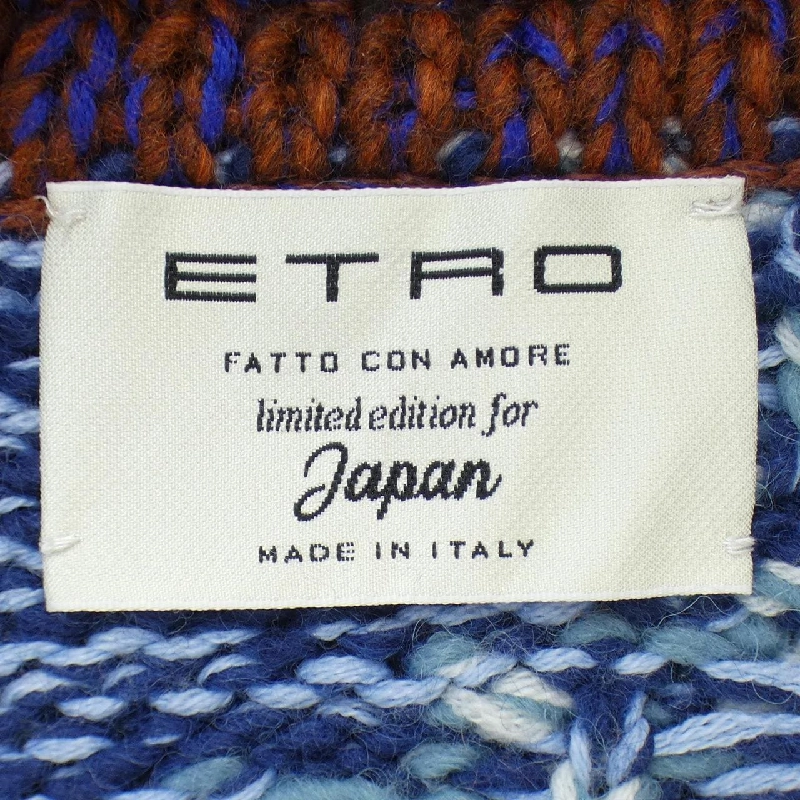 ETRO
FATTO CON AMORE
limited edition for
Japan
MADE IN ITALY